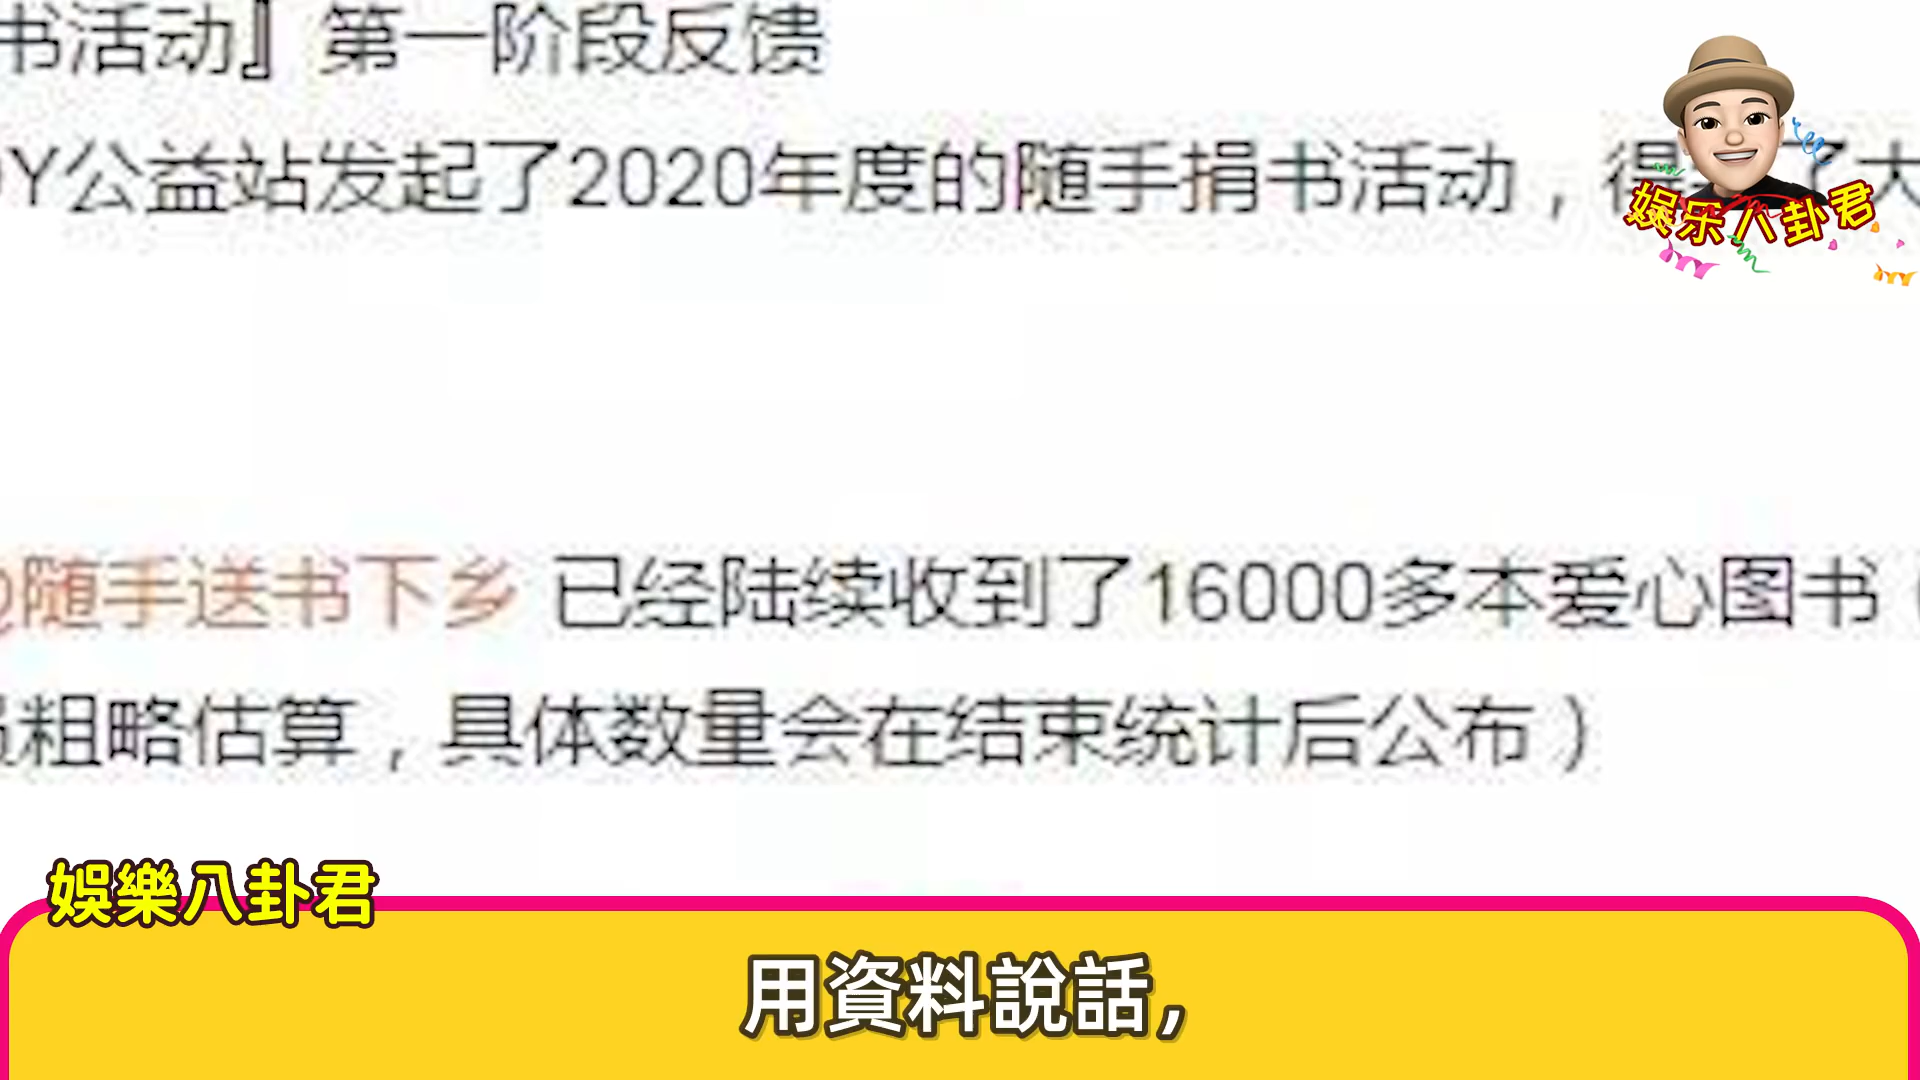 书活动』第一阶段反馈
Y公益站发起了2020年度的随手捐书活动，得 了大
娱乐八卦君
@随手送书下乡 已经陆续收到了16000多本爱心图书（
粗略估算，具体数量会在结束统计后公布）
娛樂八卦君
用資料說話,